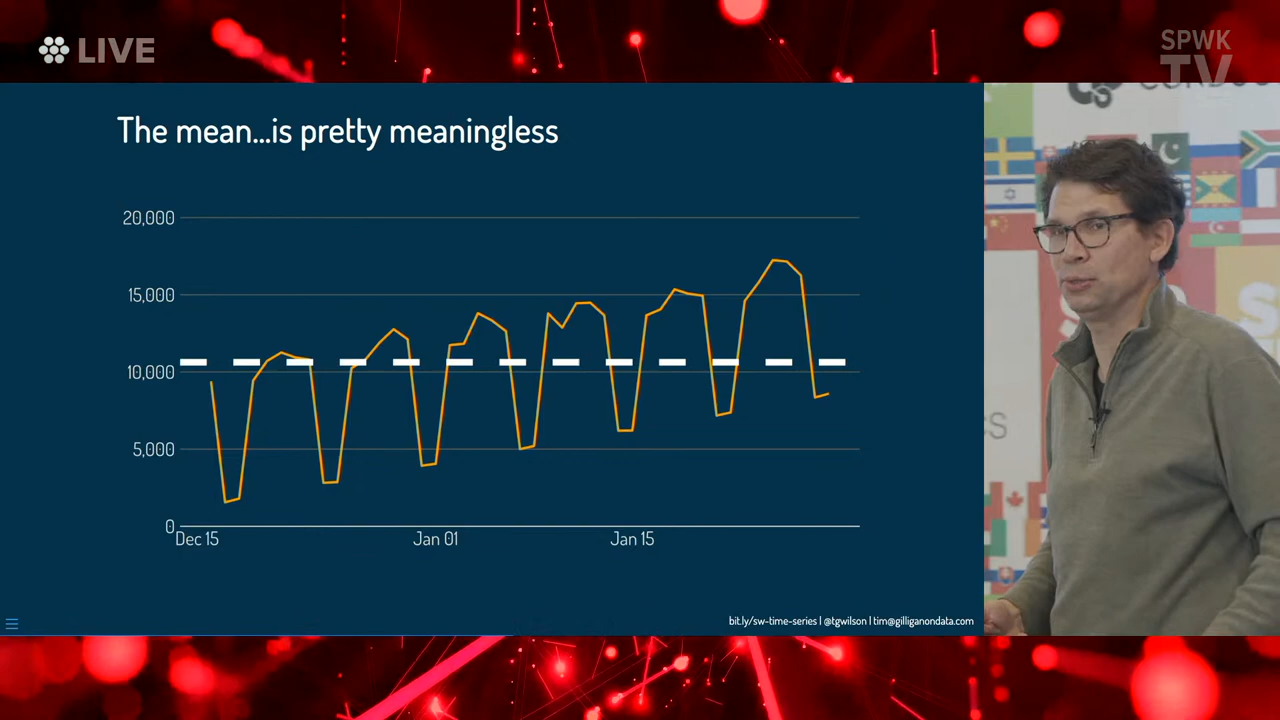 LIVE
SPWK
TV
The mean...is pretty meaningless
20,000
15,000
10,000
5,000
0
Dec 15
Jan 01
Jan 15
bit.ly/sw-time-series | @tgwilson | tim@gilliganondata.com